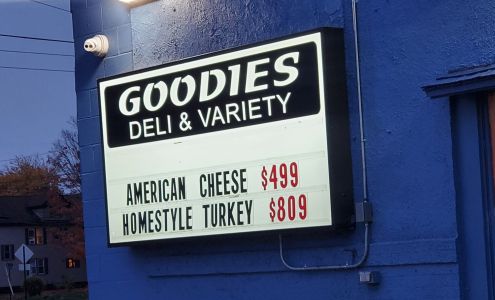 GOODIES
DELI & VARIETY
AMERICAN CHEESE $499
HOMESTYLE TURKEY $809